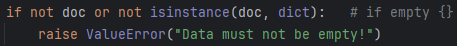 if not doc or not isinstance(doc, dict):   # if empty {}
    raise ValueError("Data must not be empty!")